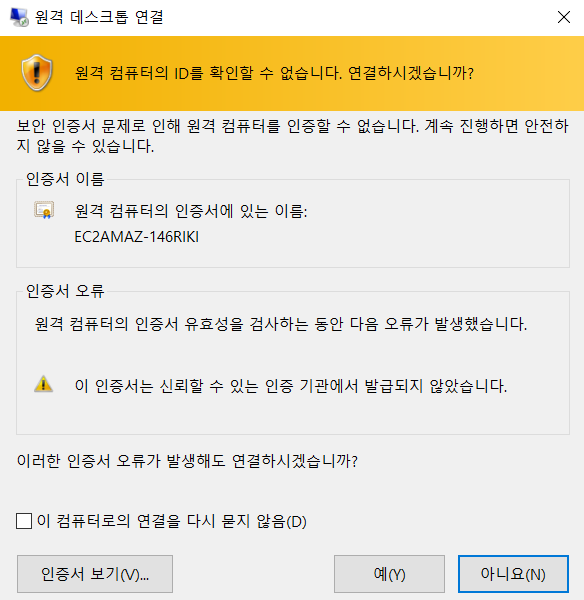 원격 데스크톱 연결
원격 컴퓨터의 ID를 확인할 수 없습니다. 연결하시겠습니까?
보안 인증서 문제로 인해 원격 컴퓨터를 인증할 수 없습니다. 계속 진행하면 안전하
지 않을 수 있습니다.
인증서 이름
원격 컴퓨터의 인증서에 있는 이름:
EC2AMAZ-146RIKI
인증서 오류
원격 컴퓨터의 인증서 유효성을 검사하는 동안 다음 오류가 발생했습니다.
이 인증서는 신뢰할 수 있는 인증 기관에서 발급되지 않았습니다.
이러한 인증서 오류가 발생해도 연결하시겠습니까?
이 컴퓨터로의 연결을 다시 묻지 않음(D)
인증서 보기(V)... 예(Y) 아니요(N)